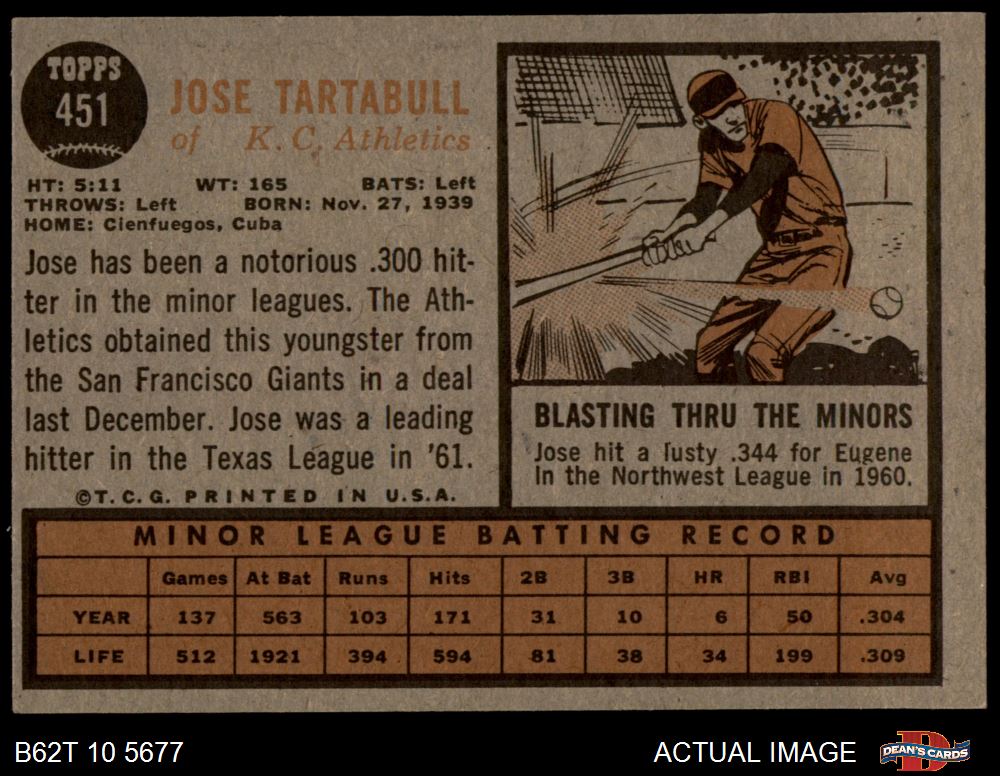 TOPPS
451
JOSE TARTABULL
of K. C. Athletics
HT: 5:11 WT: 165 BATS: Left
THROWS: Left BORN: Nov. 27, 1939
HOME: Cienfuegos, Cuba
Jose has been a notorious .300 hit-
ter in the minor leagues. The Ath-
letics obtained this youngster from
the San Francisco Giants in a deal
last December. Jose was a leading
hitter in the Texas League in '61.
©T. C. G. PRINTED IN U.S.A.
BLASTING THRU THE MINORS
Jose hit a lusty .344 for Eugene
in the Northwest League in 1960.
MINOR LEAGUE BATTING RECORD
Games At Bat Runs Hits 2B 3B HR RBI Avg
YEAR 137 563 103 171 31 10 6 50 .304
LIFE 512 1921 394 594 81 38 34 199 .309
B62T 10 5677
ACTUAL IMAGE
D
DEAN'S CARDS